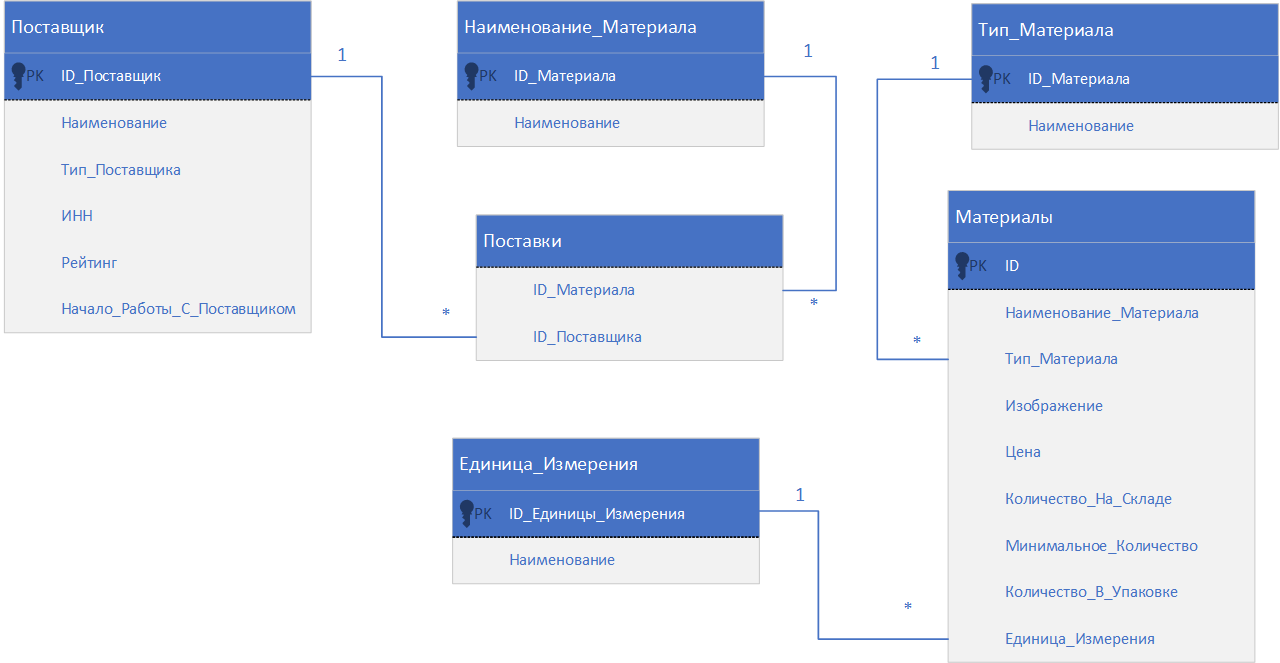 Поставщик
PK ID_Поставщик
Наименование
Тип_Поставщика
ИНН
Рейтинг
Начало_Работы_С_Поставщиком
1
*
Наименование_Материала
PK ID_Материала
Наименование
1
*
Поставки
ID_Материала
ID_Поставщика
Тип_Материала
PK ID_Материала
Наименование
1
*
Материалы
PK ID
Наименование_Материала
Тип_Материала
Изображение
Цена
Количество_На_Складе
Минимальное_Количество
Количество_В_Упаковке
Единица_Измерения
Единица_Измерения
PK ID_Единицы_Измерения
Наименование
1
*